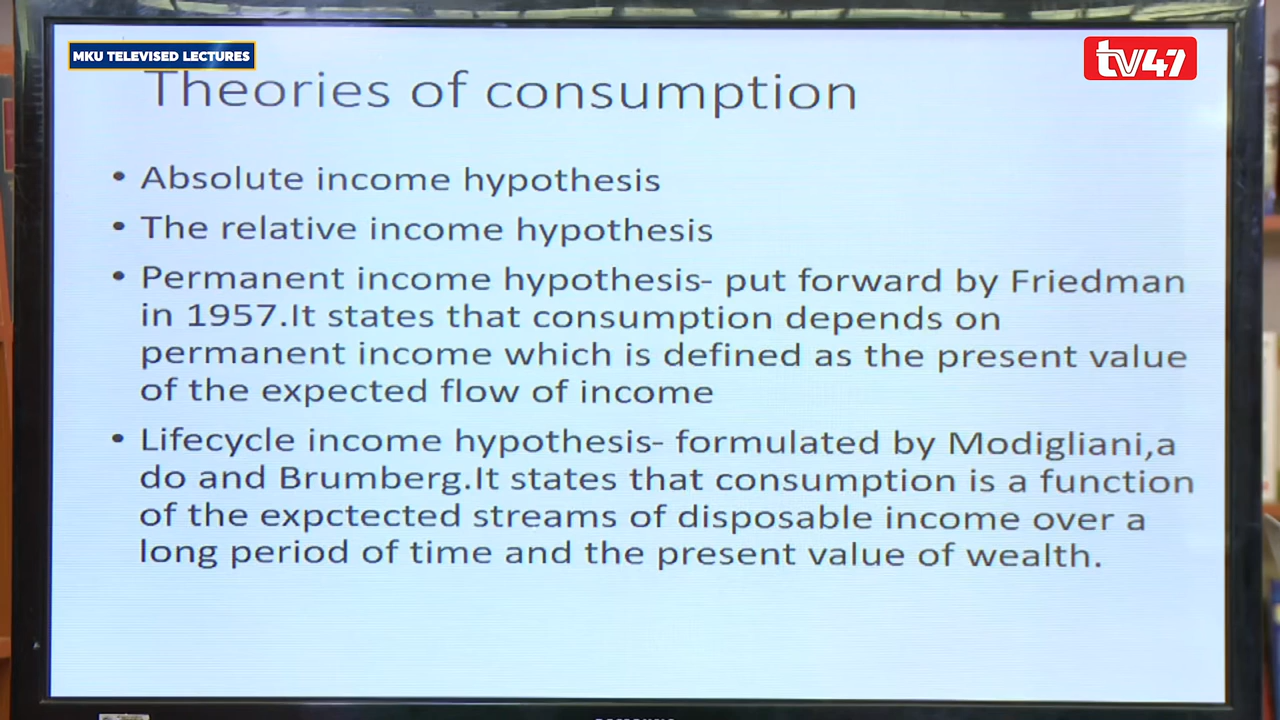 MKU TELEVISED LECTURES
tv47
Theories of consumption
• Absolute income hypothesis
• The relative income hypothesis
• Permanent income hypothesis- put forward by Friedman
in 1957.It states that consumption depends on
permanent income which is defined as the present value
of the expected flow of income
• Lifecycle income hypothesis- formulated by Modigliani,a
do and Brumberg.It states that consumption is a function
of the expctected streams of disposable income over a
long period of time and the present value of wealth.